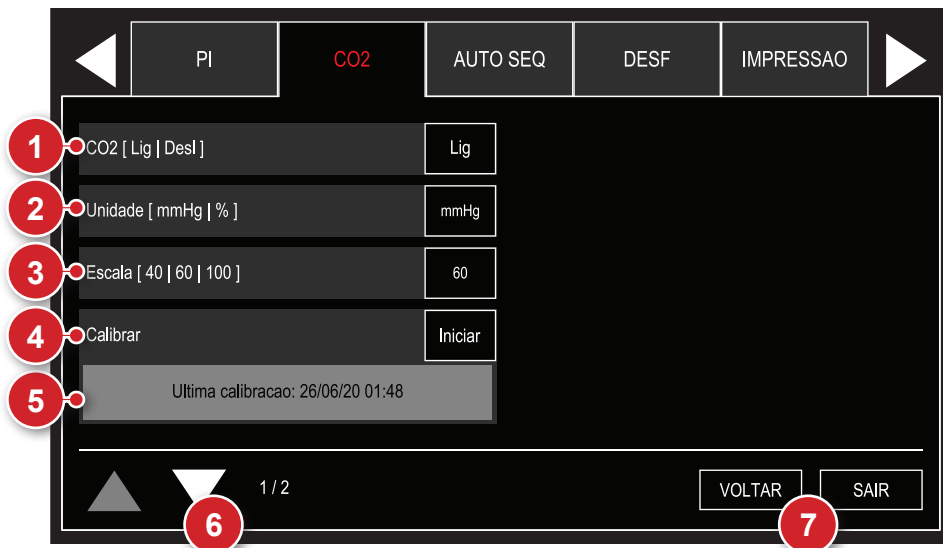 PI CO2 AUTO SEQ DESF IMPRESSAO
1 CO2 [ Lig | Desl ] Lig
2 Unidade [ mmHg | % ] mmHg
3 Escala [ 40 | 60 | 100 ] 60
4 Calibrar Iniciar
5 Ultima calibracao: 26/06/20 01:48
1 / 2 VOLTAR SAIR
6 7